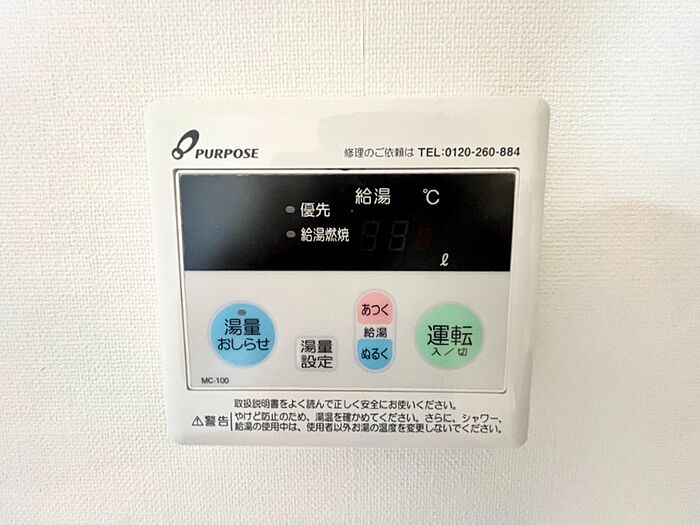 PURPOSE
修理のご依頼は TEL:0120-260-884
給湯 ℃
優先
給湯燃焼
ℓ
湯量
おしらせ
湯量
設定
あつく
給湯
ぬるく
運転
入/切
MC-100
取扱説明書をよく読んで正しく安全にお使いください。
⚠警告
やけど防止のため、湯温を確かめてください。さらに、シャワー、
給湯の使用中は、使用者以外お湯の温度を変更しないでください。